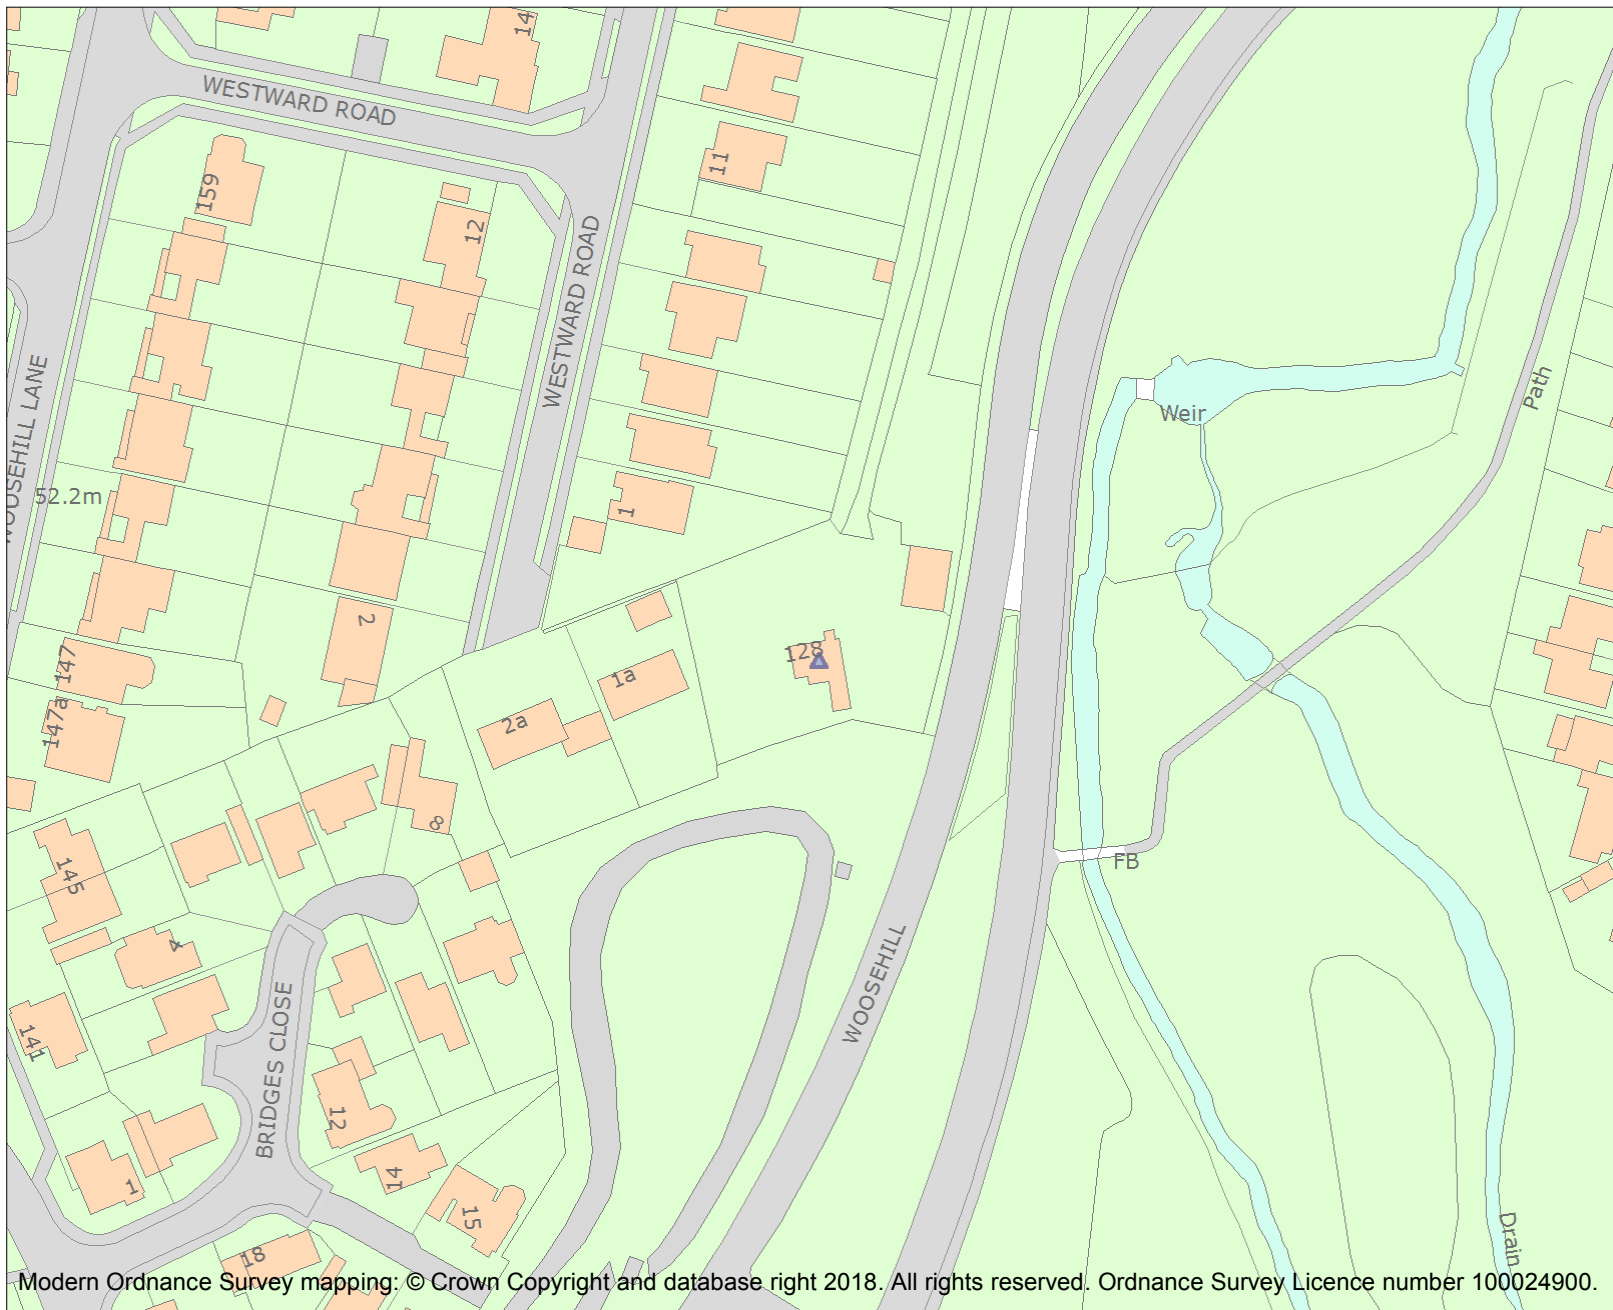 14
WESTWARD ROAD
11
159
12
WESTWARD ROAD
WOOSEHILL LANE
Path
Weir
52.2m
1
2
128
147
1a
147a
2a
8
FB
145
4
WOOSEHILL
141
BRIDGES CLOSE
12
14
1
15
Drain
18
Modern Ordnance Survey mapping: © Crown Copyright and database right 2018. All rights reserved. Ordnance Survey Licence number 100024900.